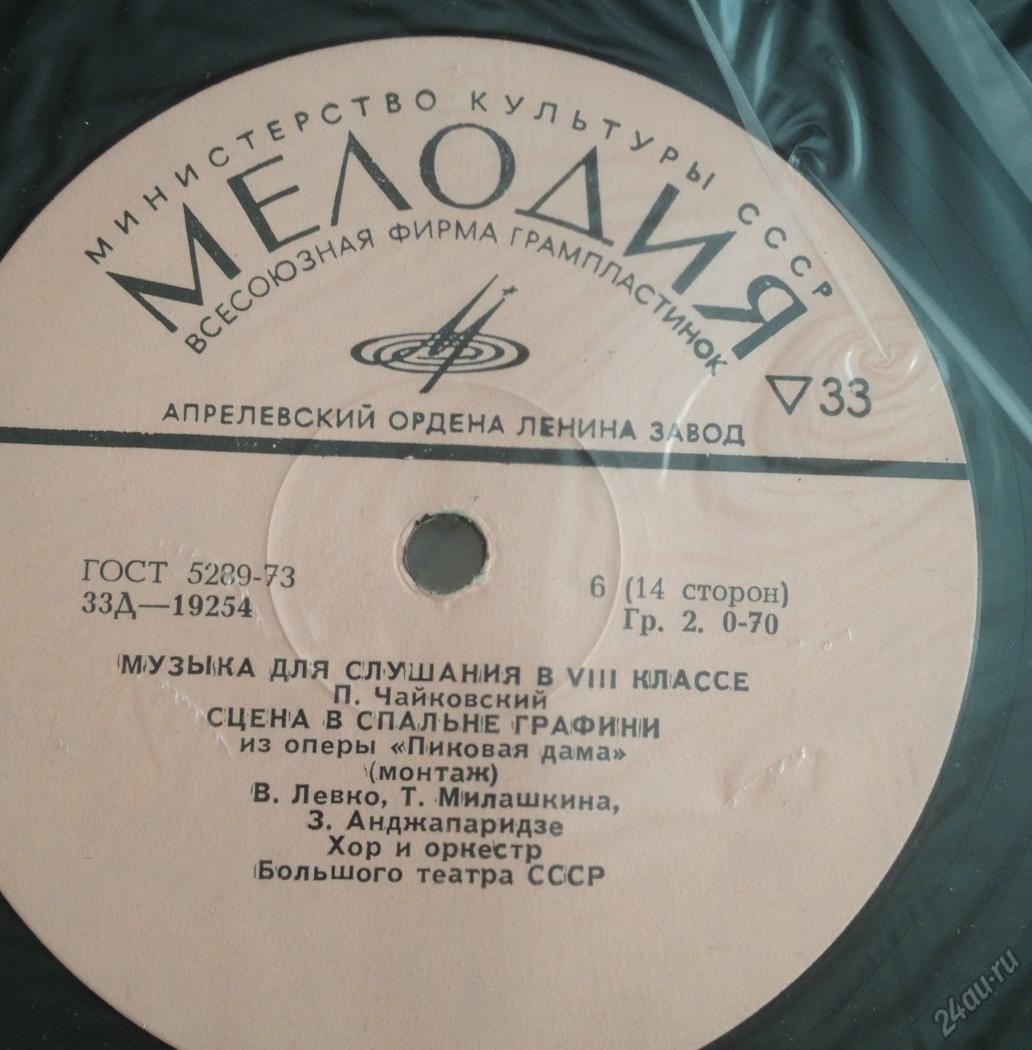 МИНИСТЕРСТВО КУЛЬТУРЫ СССР
МЕЛОДИЯ
ВСЕСОЮЗНАЯ ФИРМА ГРАМПЛАСТИНОК
▽33
АПРЕЛЕВСКИЙ ОРДЕНА ЛЕНИНА ЗАВОД
ГОСТ 5289-73
33Д—19254
6 (14 сторон)
Гр. 2. 0-70
МУЗЫКА ДЛЯ СЛУШАНИЯ В VIII КЛАССЕ
П. Чайковский
СЦЕНА В СПАЛЬНЕ ГРАФИНИ
из оперы «Пиковая дама»
(монтаж)
В. Левко, Т. Милашкина,
З. Анджапаридзе
Хор и оркестр
Большого театра СССР
24au.ru